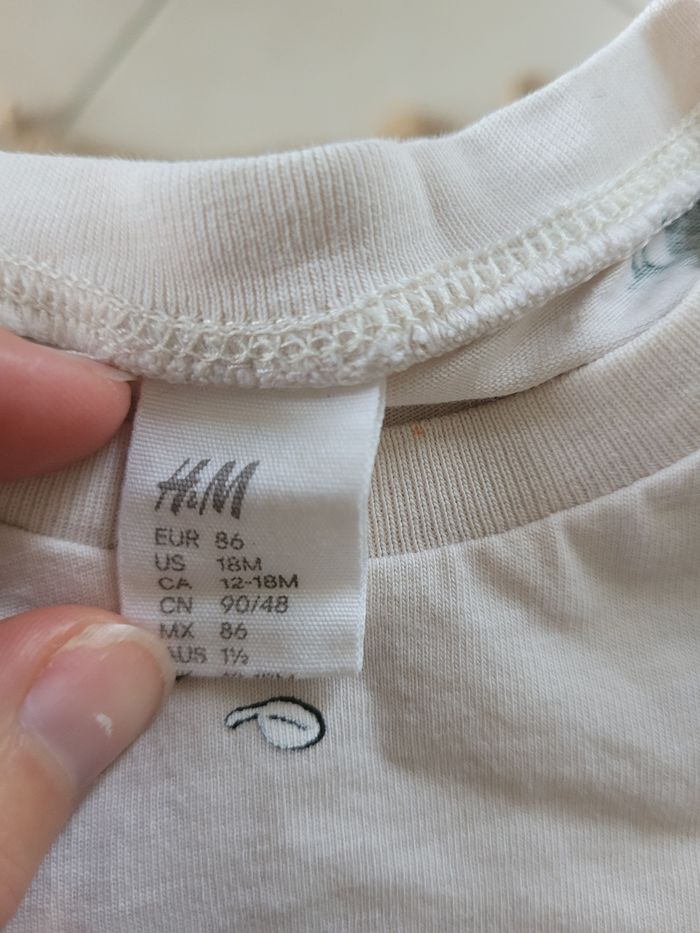 H&M
EUR 86
US 18M
CA 12-18M
CN 90/48
MX 86
AUS 1½